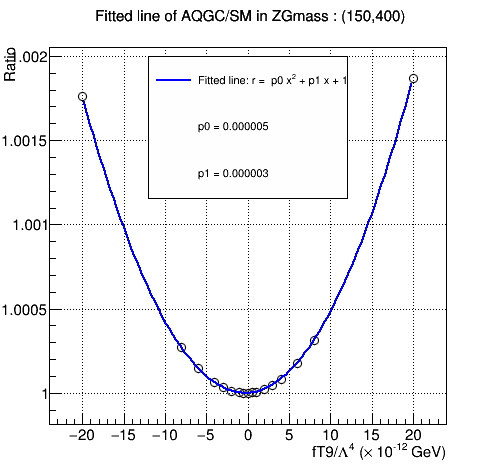 Fitted line of AQGC/SM in ZGmass : (150,400)
Ratio
1.002
1.0015
1.001
1.0005
1
Fitted line: r = p0 x² + p1 x + 1
p0 = 0.000005
p1 = 0.000003
−20 −15 −10 −5 0 5 10 15 20
fT9/Λ⁴ (× 10⁻¹² GeV)